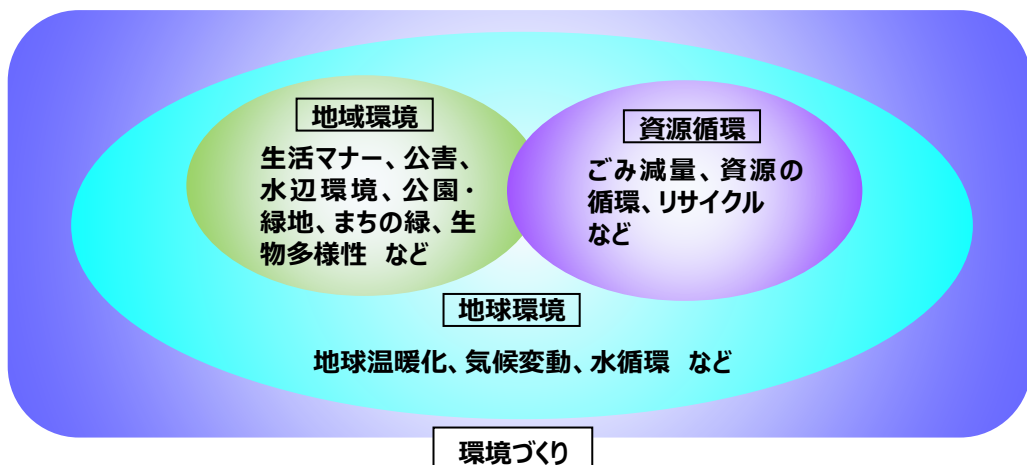 地域環境
生活マナー、公害、
水辺環境、公園・
緑地、まちの緑、生
物多様性 など
資源循環
ごみ減量、資源の
循環、リサイクル
など
地球環境
地球温暖化、気候変動、水循環 など
環境づくり